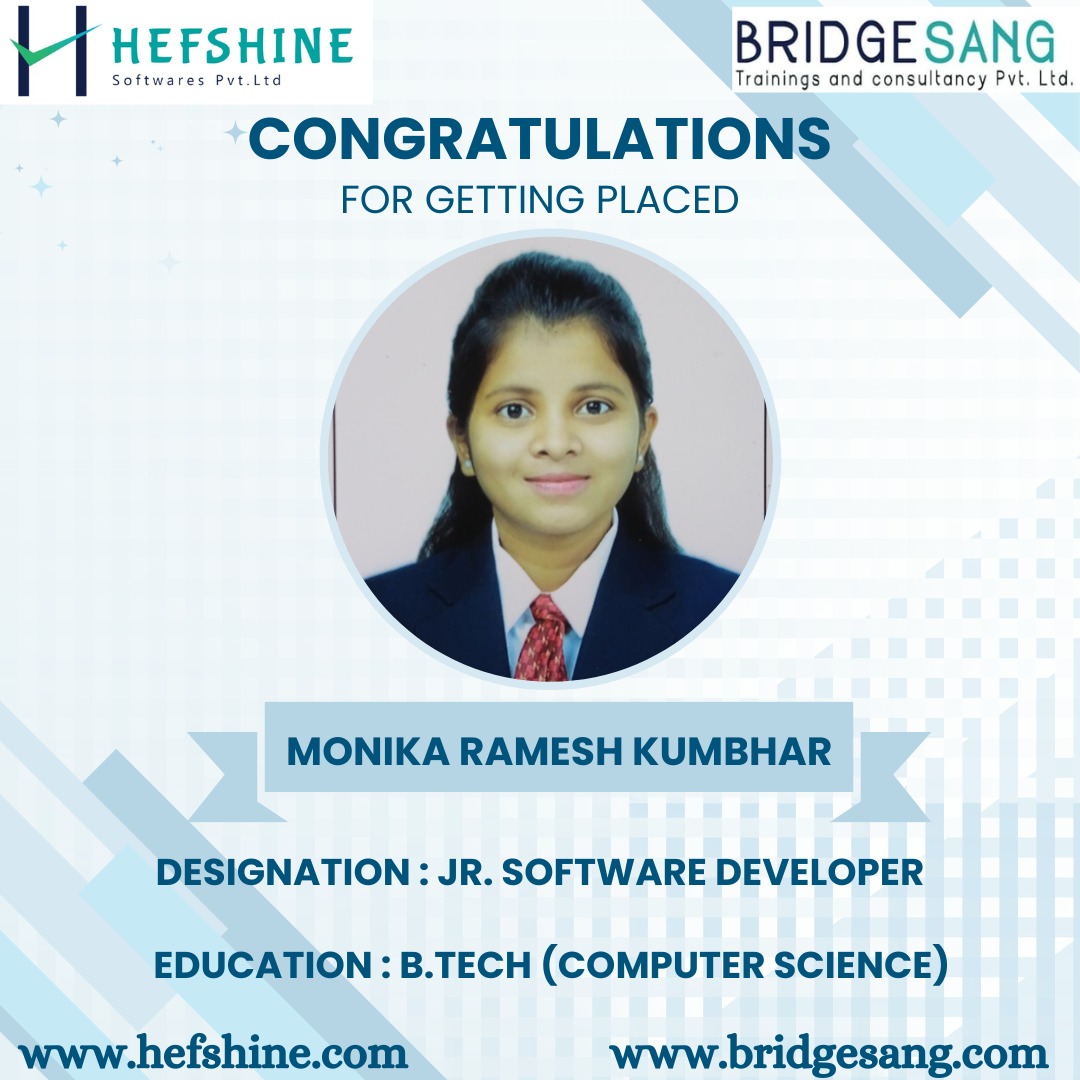 HEFSHINE
Softwares Pvt.Ltd
BRIDGESANG
Trainings and consultancy Pvt. Ltd.
CONGRATULATIONS
FOR GETTING PLACED
MONIKA RAMESH KUMBHAR
DESIGNATION : JR. SOFTWARE DEVELOPER
EDUCATION : B.TECH (COMPUTER SCIENCE)
www.hefshine.com
www.bridgesang.com